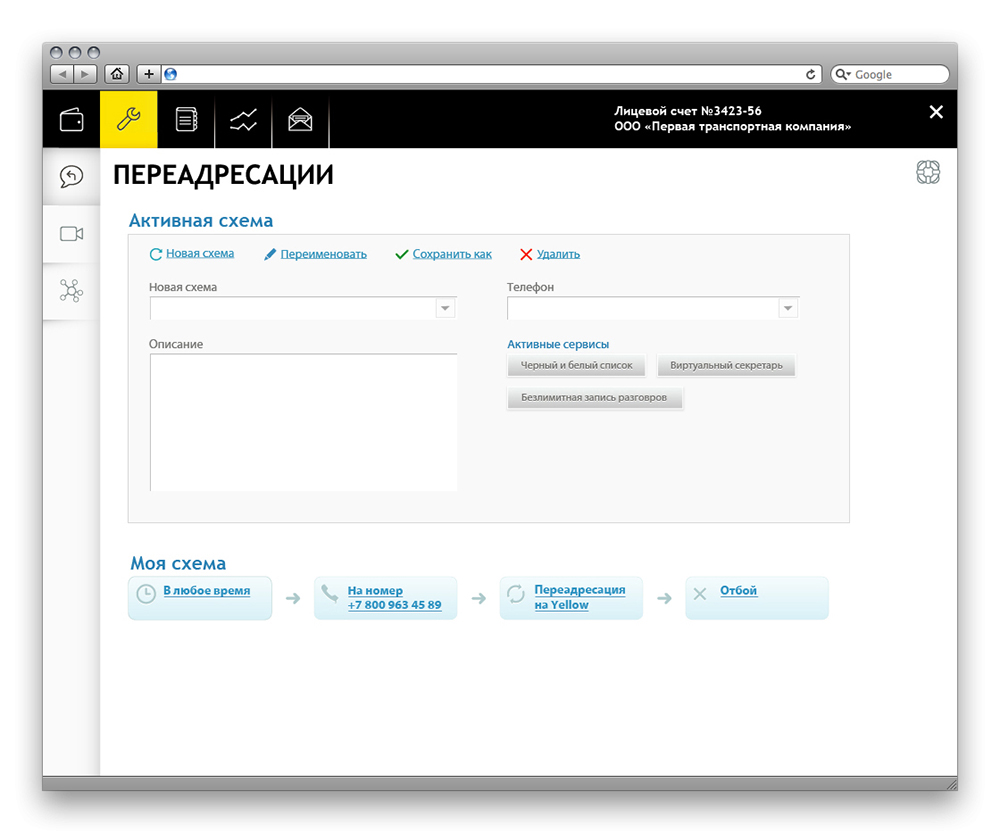 Google
Лицевой счет №3423-56
ООО «Первая транспортная компания»
ПЕРЕАДРЕСАЦИИ
Активная схема
Новая схема Переименовать Сохранить как Удалить
Новая схема Телефон
Описание Активные сервисы
Черный и белый список Виртуальный секретарь
Безлимитная запись разговров
Моя схема
В любое время
На номер
+7 800 963 45 89
Переадресация
на Yellow
Отбой